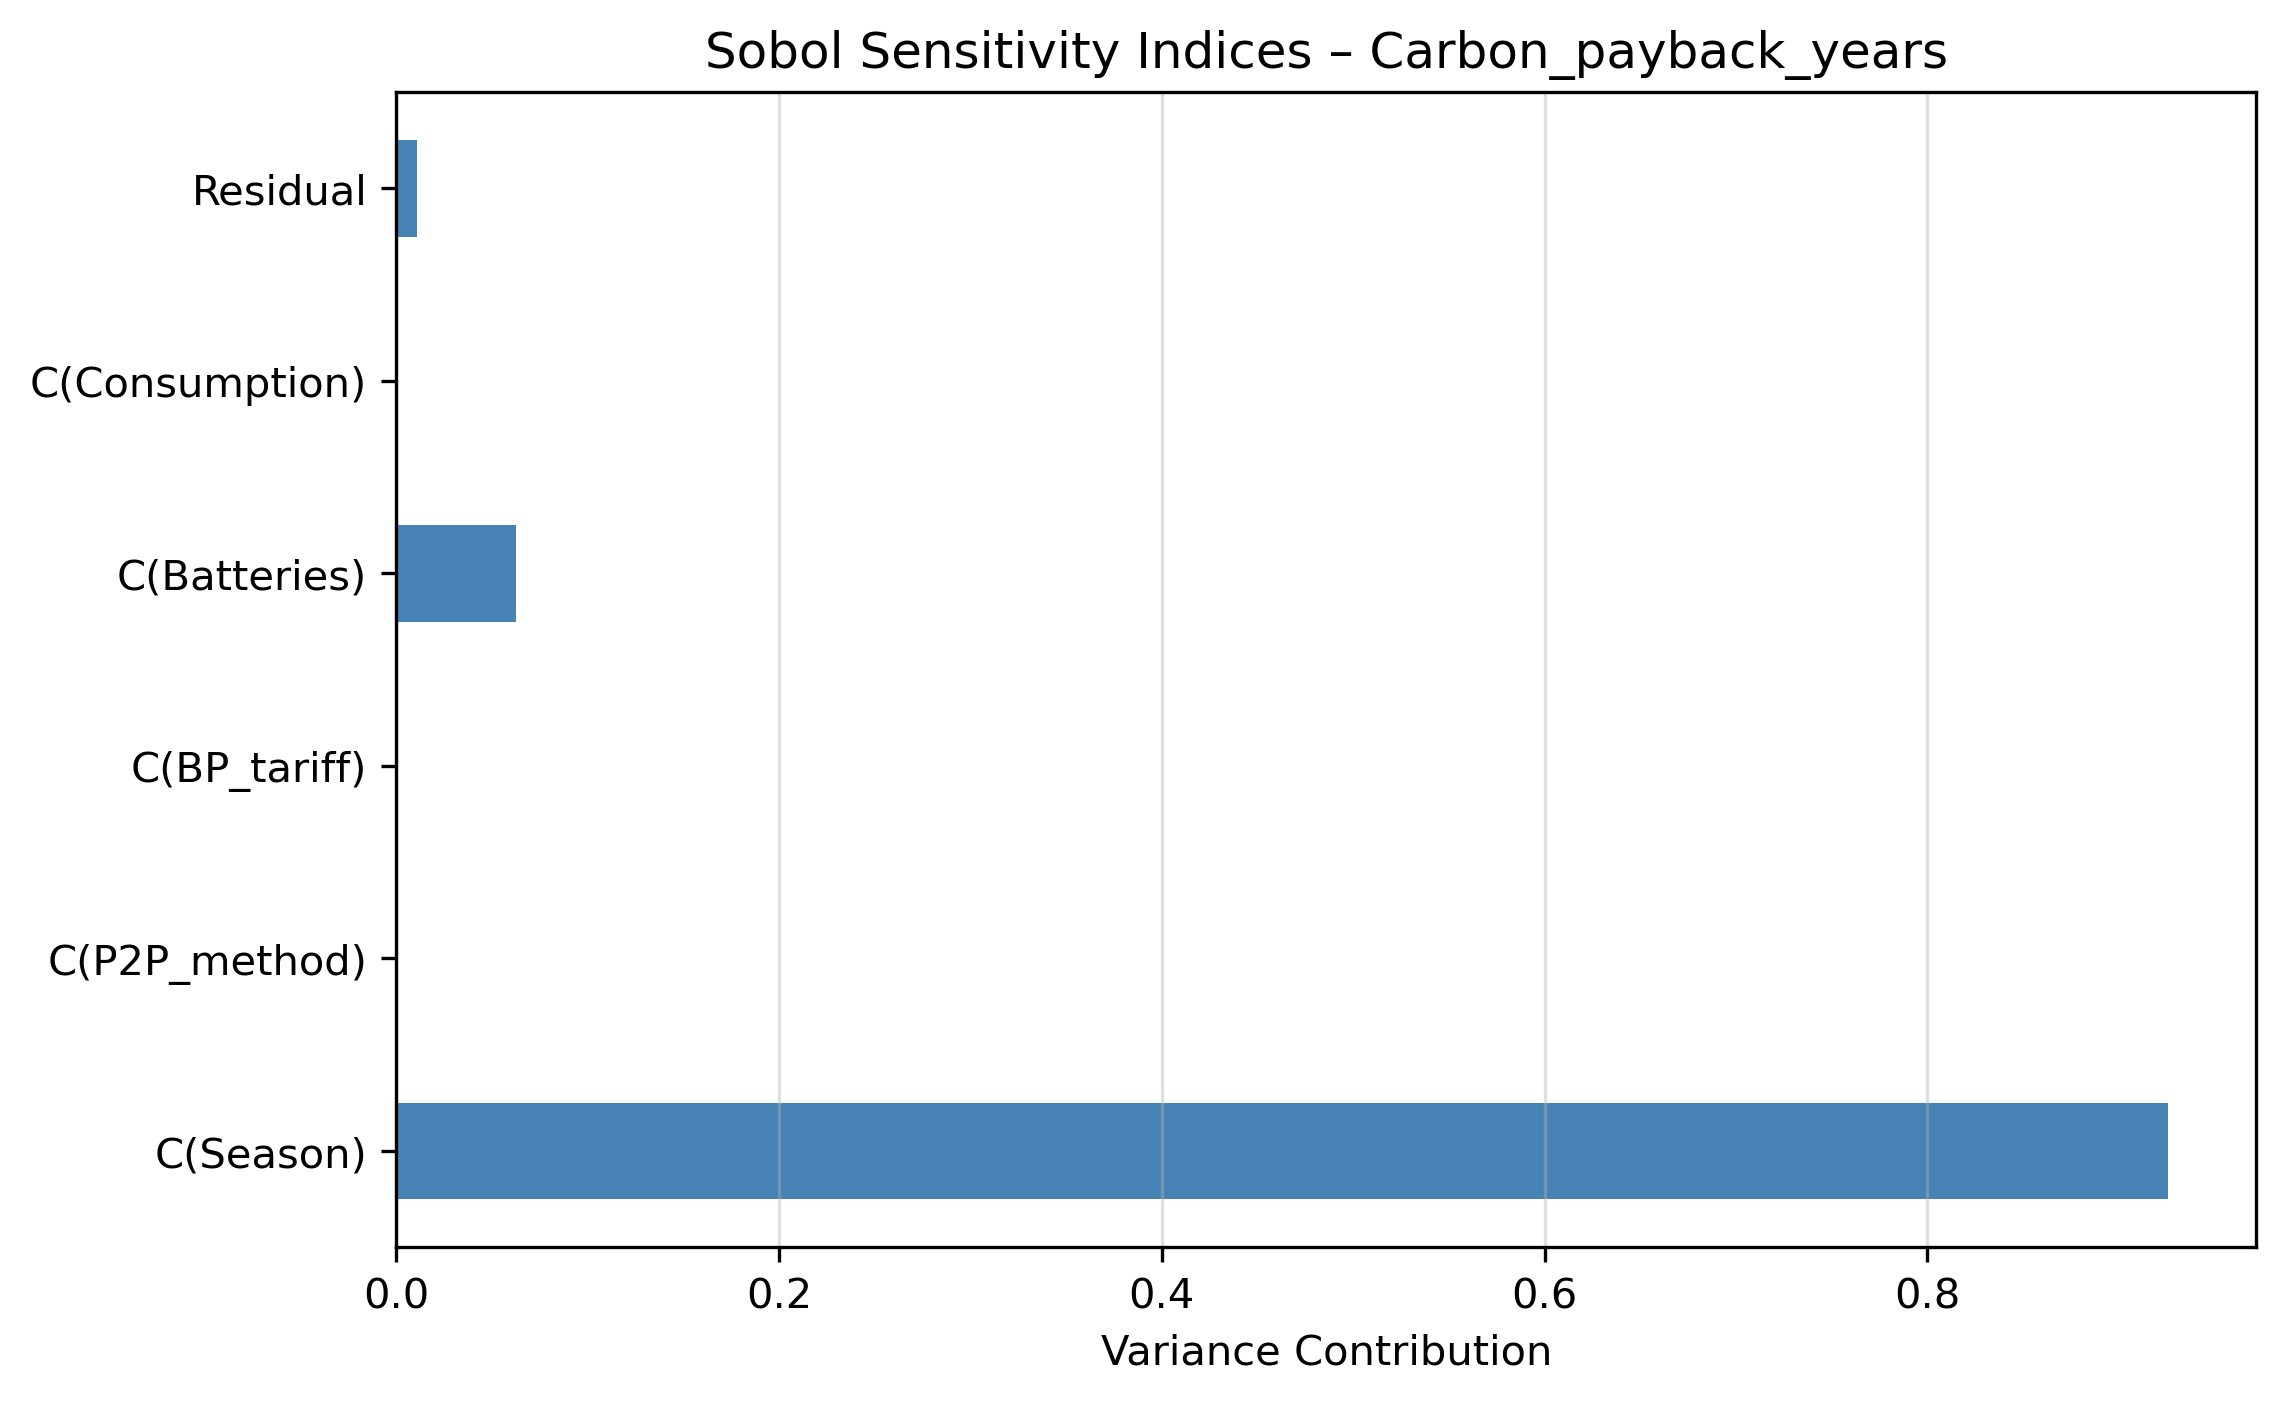 Sobol Sensitivity Indices – Carbon_payback_years
Residual
C(Consumption)
C(Batteries)
C(BP_tariff)
C(P2P_method)
C(Season)
0.0 0.2 0.4 0.6 0.8
Variance Contribution